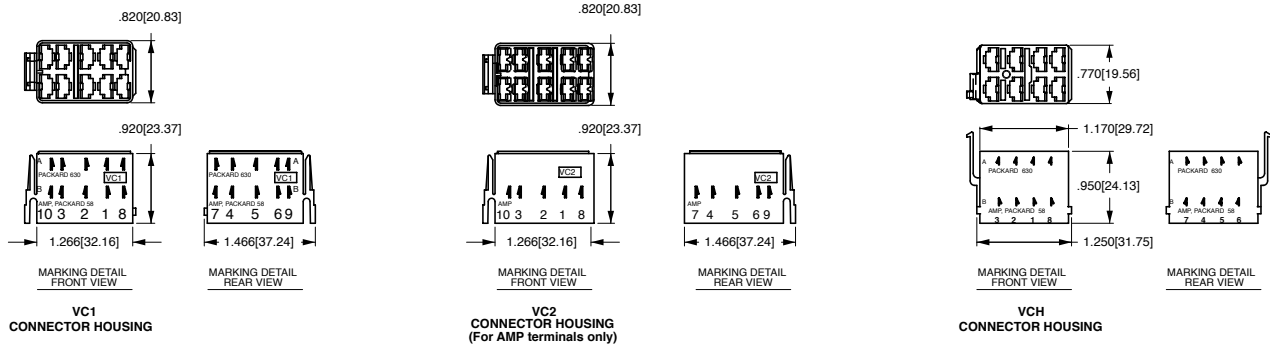 .820[20.83]
.920[23.37]
A
PACKARD 630
VC1
B
AMP, PACKARD 58
10 3 2 1 8
1.266[32.16]
MARKING DETAIL
FRONT VIEW
A
PACKARD 630
VC1
B
AMP, PACKARD 58
7 4 5 6 9
1.466[37.24]
MARKING DETAIL
REAR VIEW
VC1
CONNECTOR HOUSING
.820[20.83]
.920[23.37]
VC2
AMP
10 3 2 1 8
1.266[32.16]
MARKING DETAIL
FRONT VIEW
VC2
AMP
7 4 5 6 9
1.466[37.24]
MARKING DETAIL
REAR VIEW
VC2
CONNECTOR HOUSING
(For AMP terminals only)
.770[19.56]
1.170[29.72]
A
PACKARD 630
.950[24.13]
B
AMP, PACKARD 58
3 2 1 8
1.250[31.75]
MARKING DETAIL
FRONT VIEW
A
PACKARD 630
B
AMP, PACKARD 58
7 4 5 6
MARKING DETAIL
REAR VIEW
VCH
CONNECTOR HOUSING